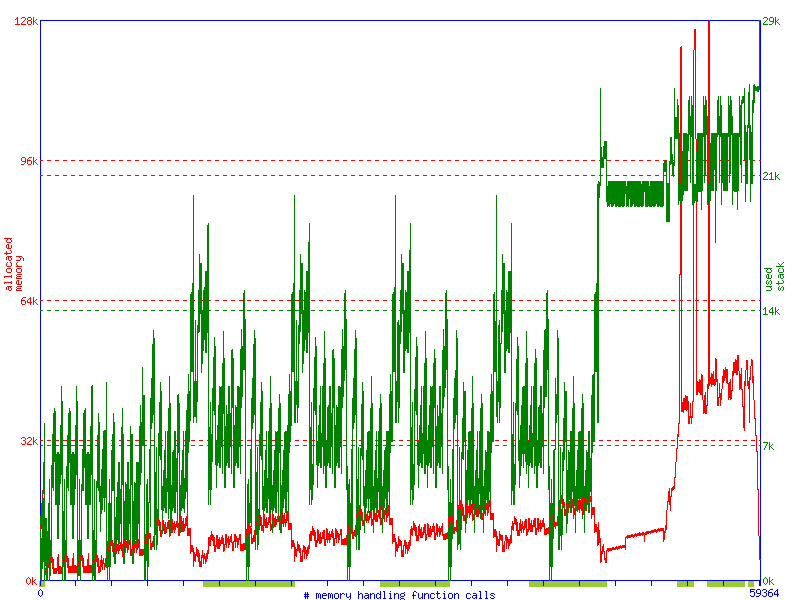 128k
29k
96k
21k
allocated
memory
used
stack
64k
14k
32k
7k
0k
0k
0
# memory handling function calls
59364